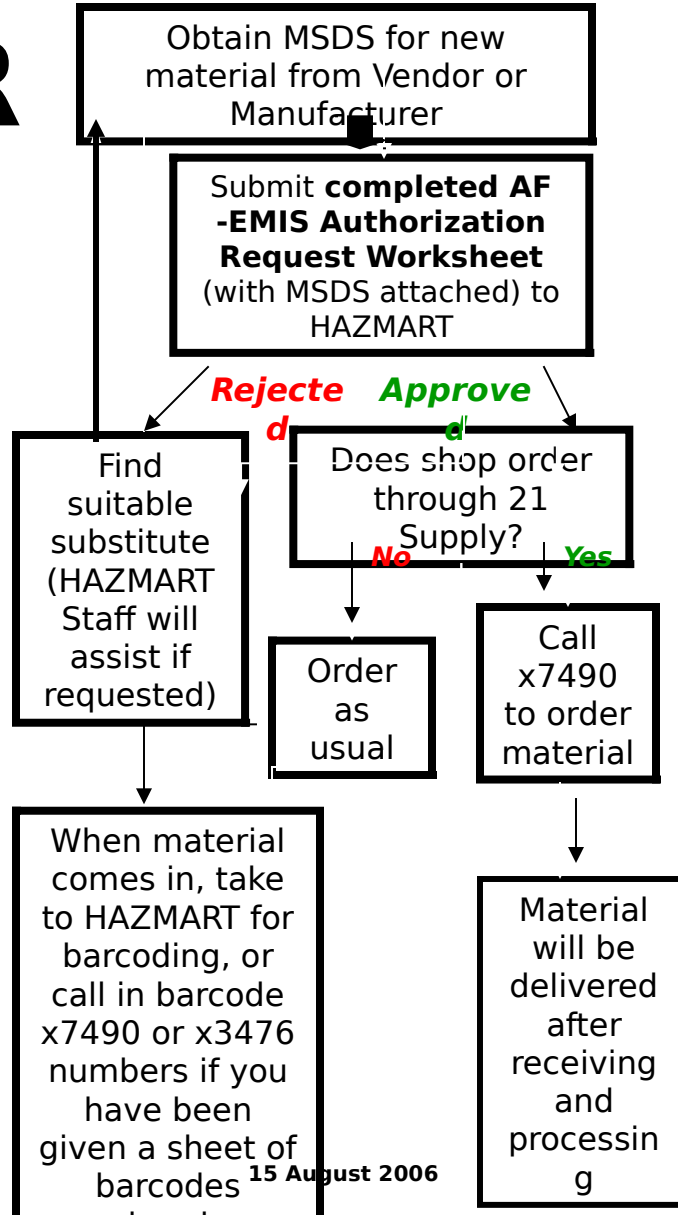 R
Obtain MSDS for new
material from Vendor or
Manufacturer
Submit completed AF
-EMIS Authorization
Request Worksheet
(with MSDS attached) to
HAZMART
Rejecte
d
Approve
d
Find
suitable
substitute
(HAZMART
Staff will
assist if
requested)
Does shop order
through 21
Supply?
No
Yes
Order
as
usual
Call
x7490
to order
material
When material
comes in, take
to HAZMART for
barcoding, or
call in barcode
x7490 or x3476
numbers if you
have been
given a sheet of
barcodes
Material
will be
delivered
after
receiving
and
processin
g
15 August 2006